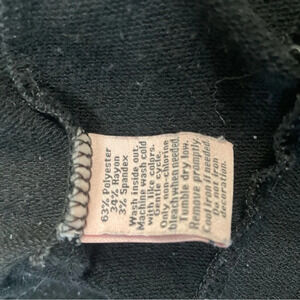 63% Polyester
34% Rayon
3% Spandex
Wash inside out.
Machine wash cold
with like colors.
Gentle cycle.
Only non-chlorine
bleach when needed.
Tumble dry low.
Remove promptly.
Cool iron if needed.
Do not iron
decoration.